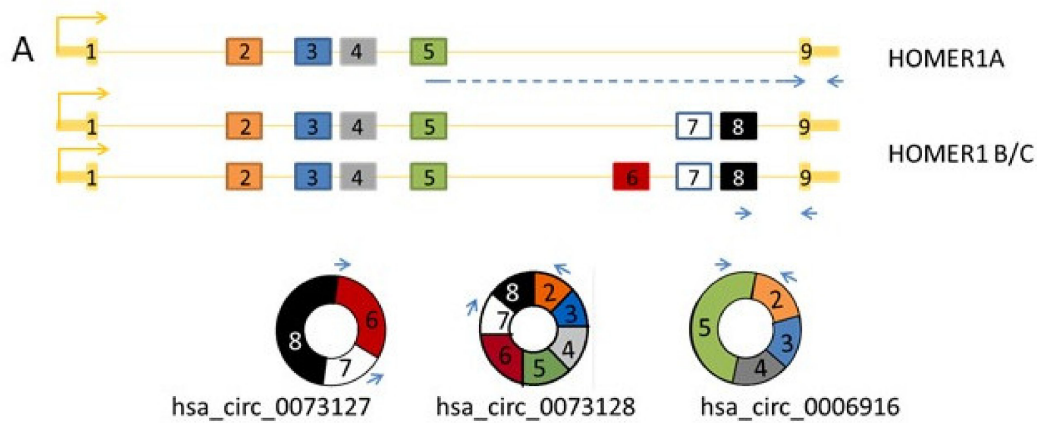 A
1 2 3 4 5 9 HOMER1A
1 2 3 4 5 7 8 9
HOMER1 B/C
1 2 3 4 5 6 7 8 9
8 6 7
8 2 3 4 5 6 7
5 2 3 4
hsa_circ_0073127 hsa_circ_0073128 hsa_circ_0006916